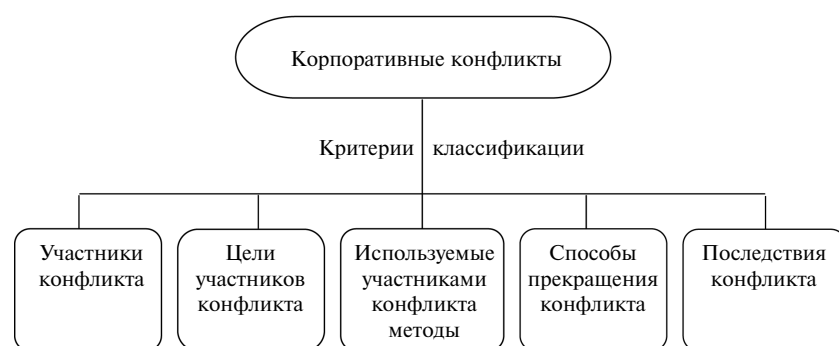 Корпоративные конфликты
Критерии классификации
Участники
конфликта
Цели
участников
конфликта
Используемые
участниками
конфликта
методы
Способы
прекращения
конфликта
Последствия
конфликта